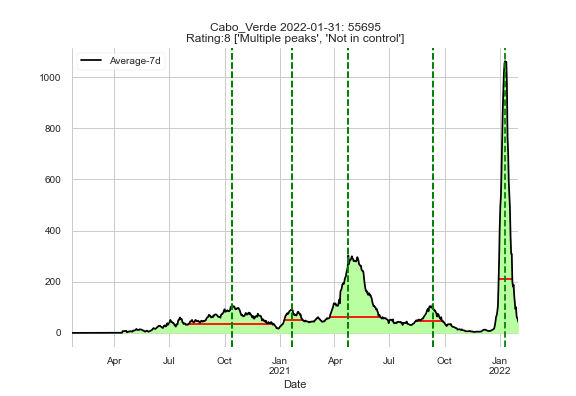 Cabo_Verde 2022-01-31: 55695
Rating:8 ['Multiple peaks', 'Not in control']
Average-7d
1000
800
600
400
200
0
Apr Jul Oct Jan Apr Jul Oct Jan
2021 2022
Date